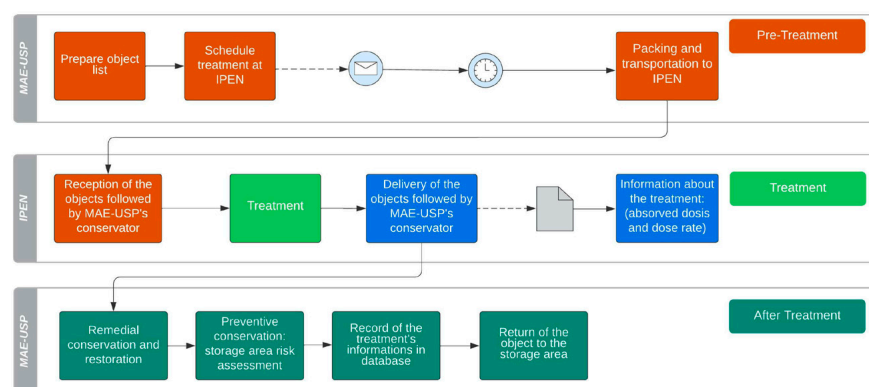 MAE-USP
Prepare object
list
Schedule
treatment at
IPEN
Packing and
transportation to
IPEN
Pre-Treatment
IPEN
Reception of the
objects followed
by MAE-USP's
conservator
Treatment
Delivery of the
objects followed by
MAE-USP's
conservator
Information about
the treatment:
(absorved dosis
and dose rate)
Treatment
MAE-USP
Remedial
conservation and
restoration
Preventive
conservation:
storage area risk
assessment
Record of the
treatment's
informations in
database
Return of the
object to the
storage area
After Treatment